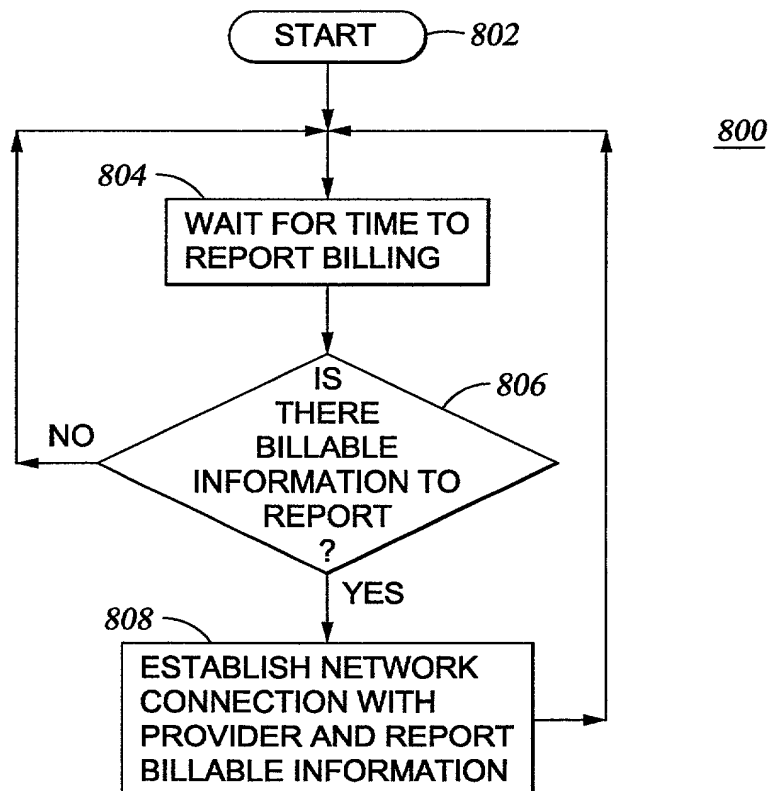 START
802
800
804
WAIT FOR TIME TO
REPORT BILLING
806
IS
THERE
BILLABLE
INFORMATION TO
REPORT
?
NO
YES
808
ESTABLISH NETWORK
CONNECTION WITH
PROVIDER AND REPORT
BILLABLE INFORMATION